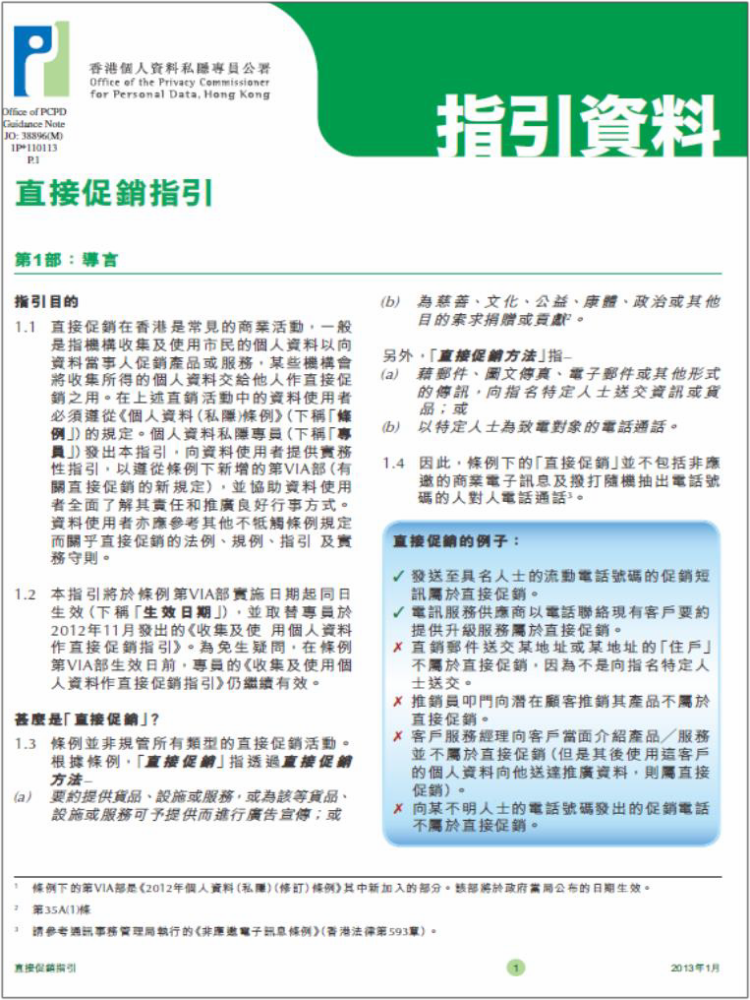 香港個人資料私隱專員公署
Office of the Privacy Commissioner
for Personal Data, Hong Kong
Office of PCPD
Guidance Note
JO: 38896(M)
1P*110113
P.1
指引資料
直接促銷指引
第1部：導言
指引目的
1.1 直接促銷在香港是常見的商業活動，一般
是指機構收集及使用市民的個人資料以向
資料當事人促銷產品或服務，某些機構會
將收集所得的個人資料交給他人作直接促
銷之用。在上述直銷活動中的資料使用者
必須遵從《個人資料(私隱)條例》(下稱「條
例」)的規定。個人資料私隱專員(下稱「專
員」)發出本指引，向資料使用者提供實務
性指引，以遵從條例下新增的第VIA部(有
關直接促銷的新規定)，並協助資料使用
者全面了解其責任和推廣良好行事方式。
資料使用者亦應參考其他不牴觸條例規定
而關乎直接促銷的法例、規例、指引 及實
務守則。
1.2 本指引將於條例第VIA部實施日期起同日
生效(下稱「生效日期」)，並取替專員於
2012年11月發出的《收集及使 用個人資料
作直接促銷指引》。為免生疑問，在條例
第VIA部生效日前，專員的《收集及使用個
人資料作直接促銷指引》仍繼續有效。
甚麼是「直接促銷」？
1.3 條例並非規管所有類型的直接促銷活動。
根據條例，「直接促銷」指透過直接促銷
方法—
(a) 要約提供貨品、設施或服務，或為該等貨品、
設施或服務可予提供而進行廣告宣傳；或
(b) 為慈善、文化、公益、康體、政治或其他
目的索求捐贈或貢獻²。
另外，「直接促銷方法」指—
(a) 藉郵件、圖文傳真、電子郵件或其他形式
的傳訊，向指名特定人士送交資訊或貨
品；或
(b) 以特定人士為致電對象的電話通話。
1.4 因此，條例下的「直接促銷」並不包括非應
邀的商業電子訊息及撥打隨機抽出電話號
碼的人對人電話通話³。
直接促銷的例子：
✓ 發送至具名人士的流動電話號碼的促銷短
訊屬於直接促銷。
✓ 電訊服務供應商以電話聯絡現有客戶要約
提供升級服務屬於直接促銷。
✗ 直銷郵件送交某地址或某地址的「住戶」
不屬於直接促銷，因為不是向指名特定人
士送交。
✗ 推銷員叩門向潛在顧客推銷其產品不屬於
直接促銷。
✗ 客戶服務經理向客戶當面介紹產品／服務
並不屬於直接促銷(但是其後使用這客戶
的個人資料向他送達推廣資料，則屬直接
促銷)。
✗ 向某不明人士的電話號碼發出的促銷電話
不屬於直接促銷。
¹ 條例下的第VIA部是《2012年個人資料(私隱)(修訂)條例》其中新加入的部分。該部將於政府當局公布的日期生效。
² 第35A(1)條
³ 請參考通訊事務管理局執行的《非應邀電子訊息條例》(香港法律第593章)。
直接促銷指引
1
2013年1月